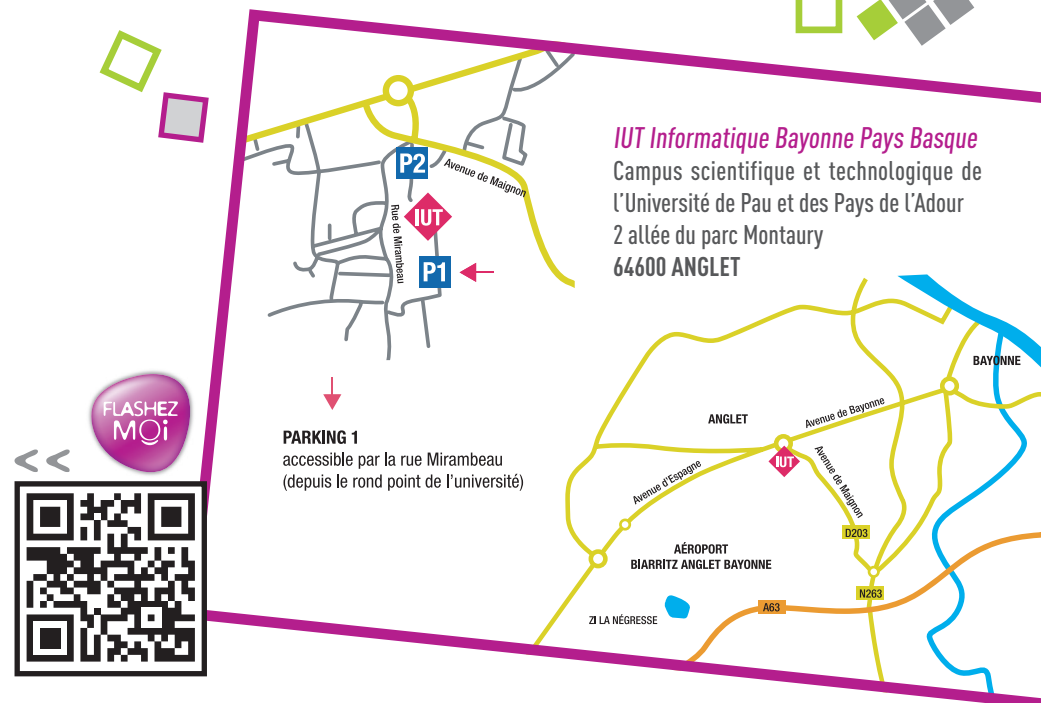 IUT Informatique Bayonne Pays Basque
Campus scientifique et technologique de
l'Université de Pau et des Pays de l'Adour
2 allée du parc Montaury
64600 ANGLET
P2
Avenue de Maignon
IUT
Rue de Mirambeau
P1
PARKING 1
accessible par la rue Mirambeau
(depuis le rond point de l'université)
FLASHEZ
MOi
<<
BAYONNE
ANGLET
Avenue de Bayonne
IUT
Avenue d'Espagne
Avenue de Maignon
D203
AÉROPORT
BIARRITZ ANGLET BAYONNE
N263
A63
ZI LA NÉGRESSE